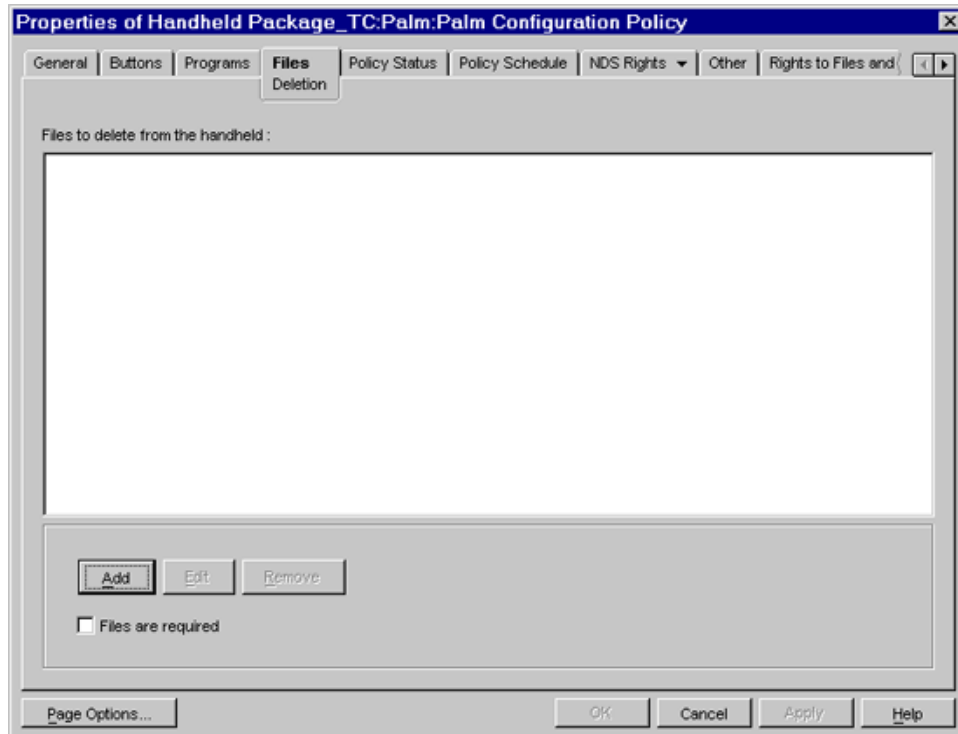 Properties of Handheld Package_TC:Palm:Palm Configuration Policy
General Buttons Programs Files Policy Status Policy Schedule NDS Rights Other Rights to Files and
Deletion
Files to delete from the handheld :
Add Edit Remove
Files are required
Page Options... OK Cancel Apply Help